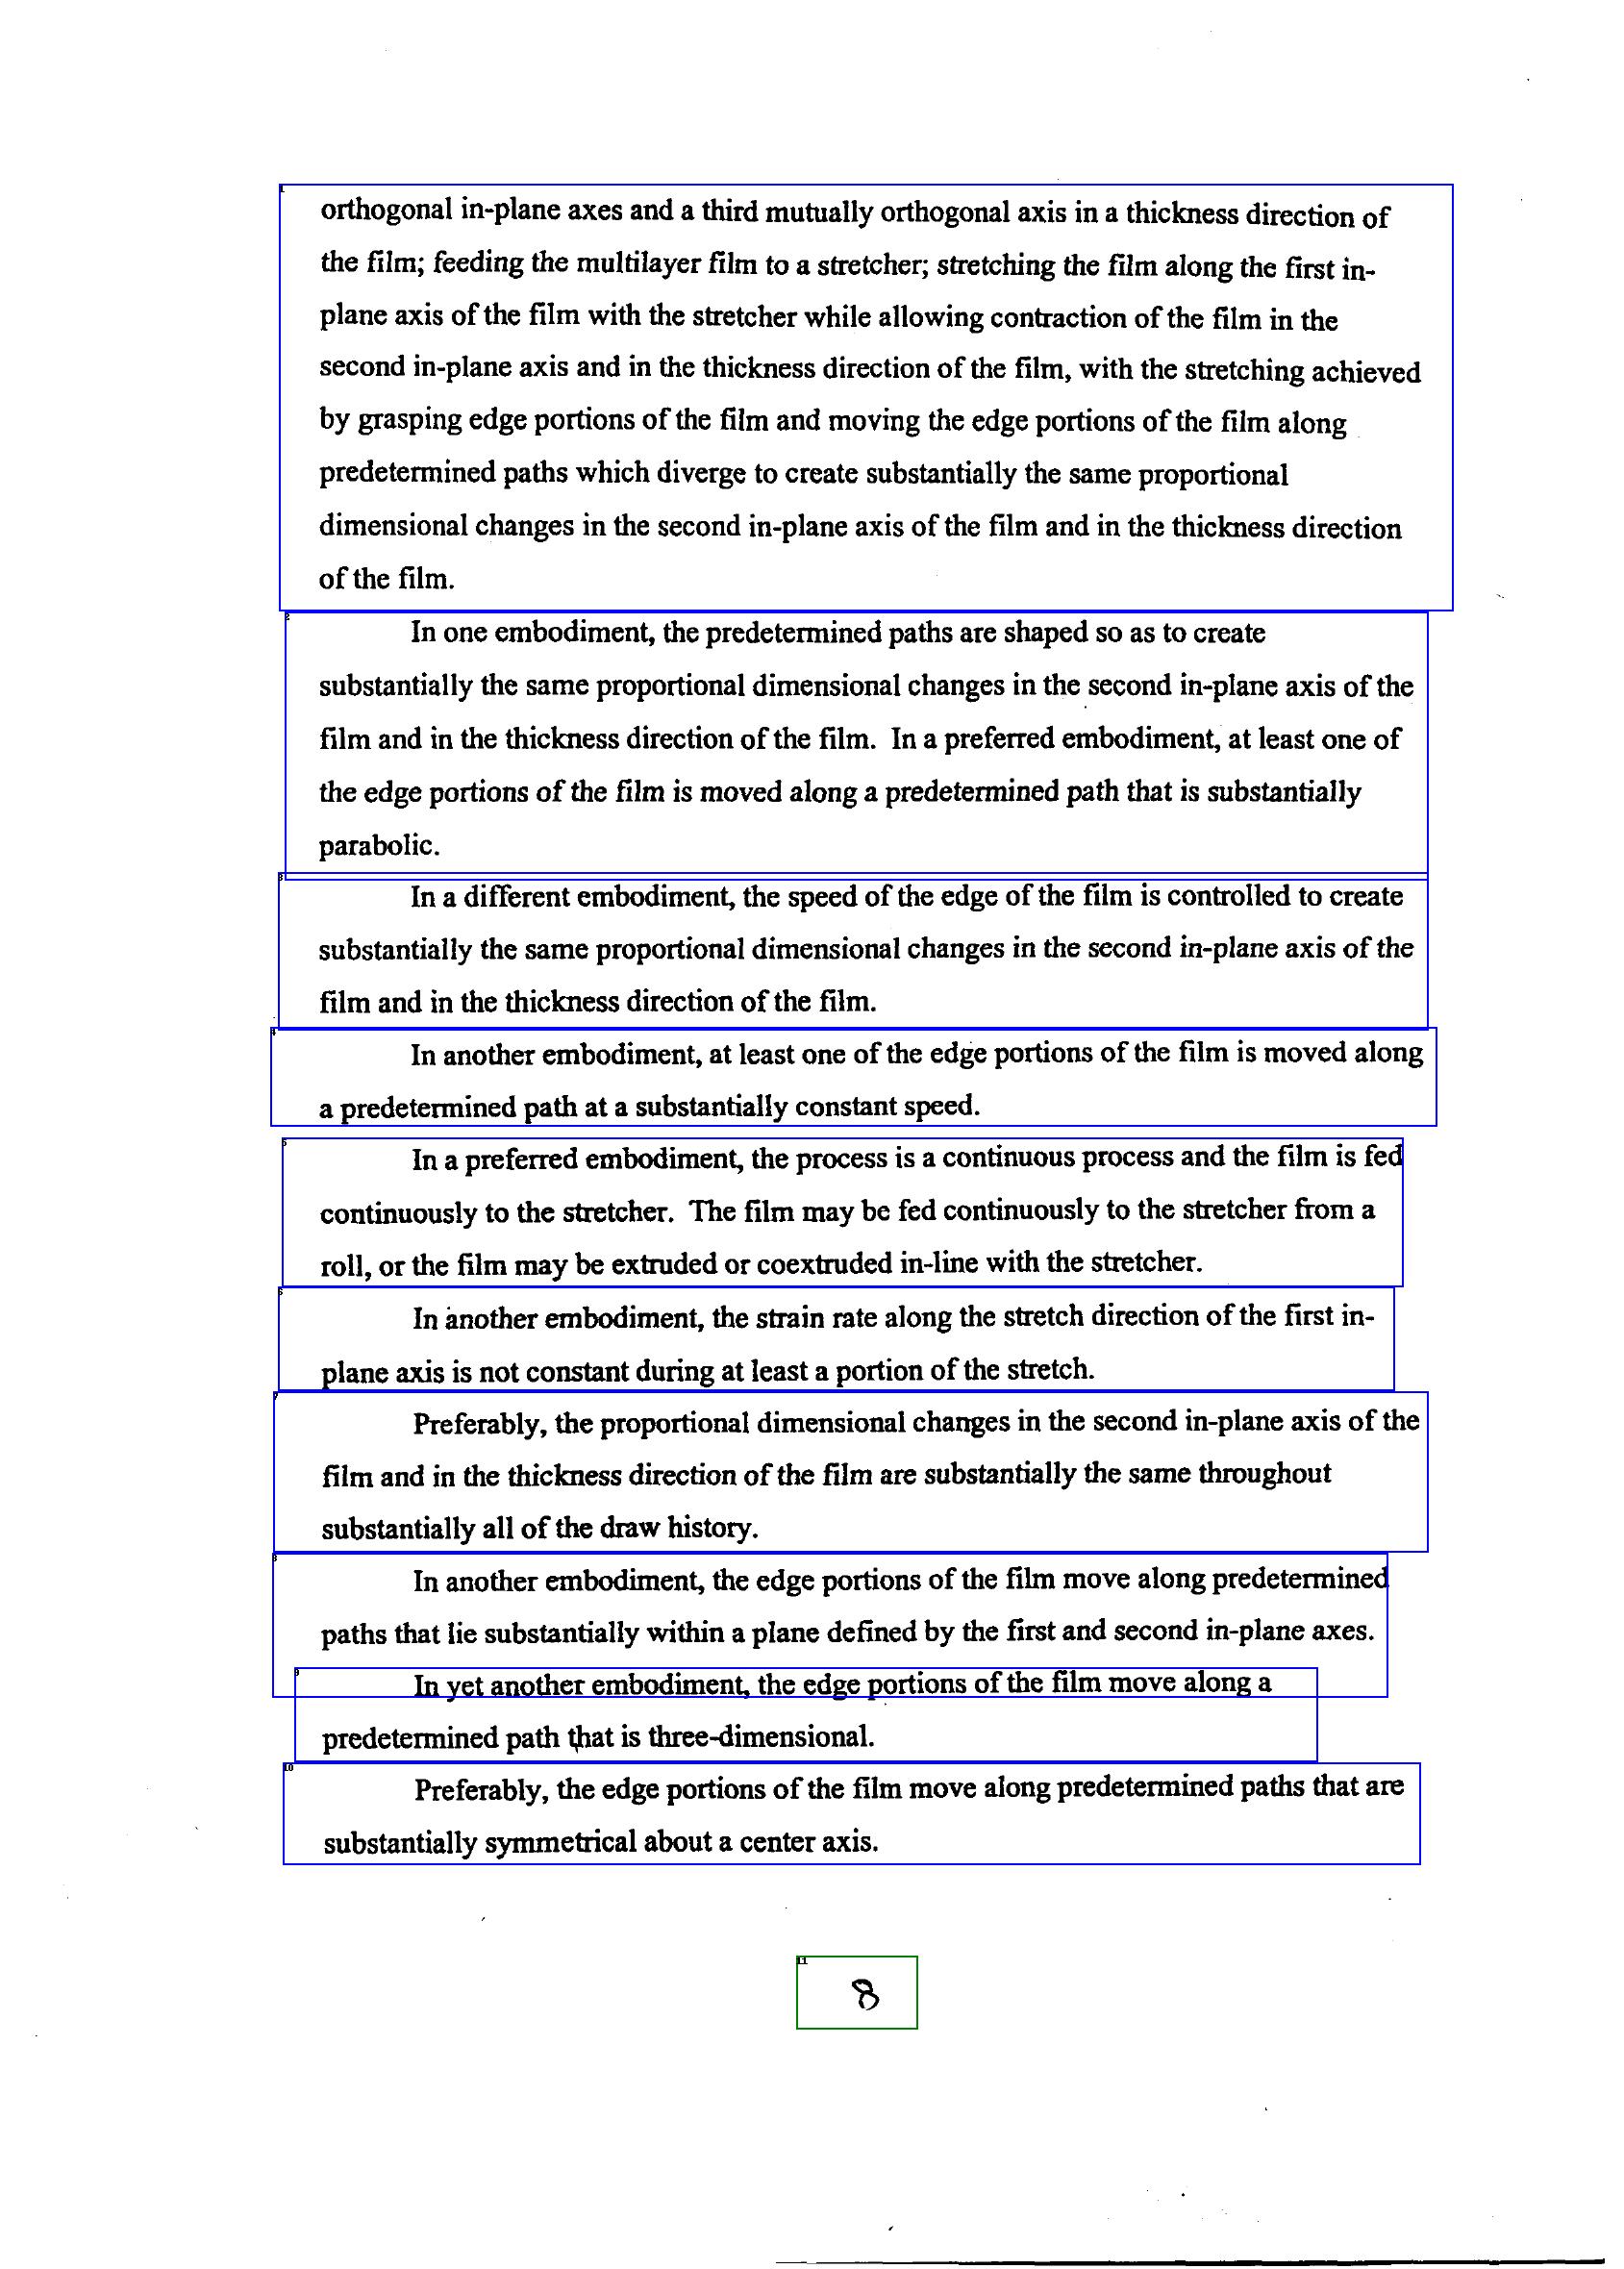 orthogonal in-plane axes and a third mutually orthogonal axis in a thickness direction of
the film; feeding the multilayer film to a stretcher; stretching the film along the first in-
plane axis of the film with the stretcher while allowing contraction of the film in the
second in-plane axis and in the thickness direction of the film, with the stretching achieved
by grasping edge portions of the film and moving the edge portions of the film along
predetermined paths which diverge to create substantially the same proportional
dimensional changes in the second in-plane axis of the film and in the thickness direction
of the film.
In one embodiment, the predetermined paths are shaped so as to create
substantially the same proportional dimensional changes in the second in-plane axis of the
film and in the thickness direction of the film.  In a preferred embodiment, at least one of
the edge portions of the film is moved along a predetermined path that is substantially
parabolic.
In a different embodiment, the speed of the edge of the film is controlled to create
substantially the same proportional dimensional changes in the second in-plane axis of the
film and in the thickness direction of the film.
In another embodiment, at least one of the edge portions of the film is moved along
a predetermined path at a substantially constant speed.
In a preferred embodiment, the process is a continuous process and the film is fed
continuously to the stretcher.  The film may be fed continuously to the stretcher from a
roll, or the film may be extruded or coextruded in-line with the stretcher.
In another embodiment, the strain rate along the stretch direction of the first in-
plane axis is not constant during at least a portion of the stretch.
Preferably, the proportional dimensional changes in the second in-plane axis of the
film and in the thickness direction of the film are substantially the same throughout
substantially all of the draw history.
In another embodiment, the edge portions of the film move along predetermined
paths that lie substantially within a plane defined by the first and second in-plane axes.
In yet another embodiment, the edge portions of the film move along a
predetermined path that is three-dimensional.
Preferably, the edge portions of the film move along predetermined paths that are
substantially symmetrical about a center axis.
8